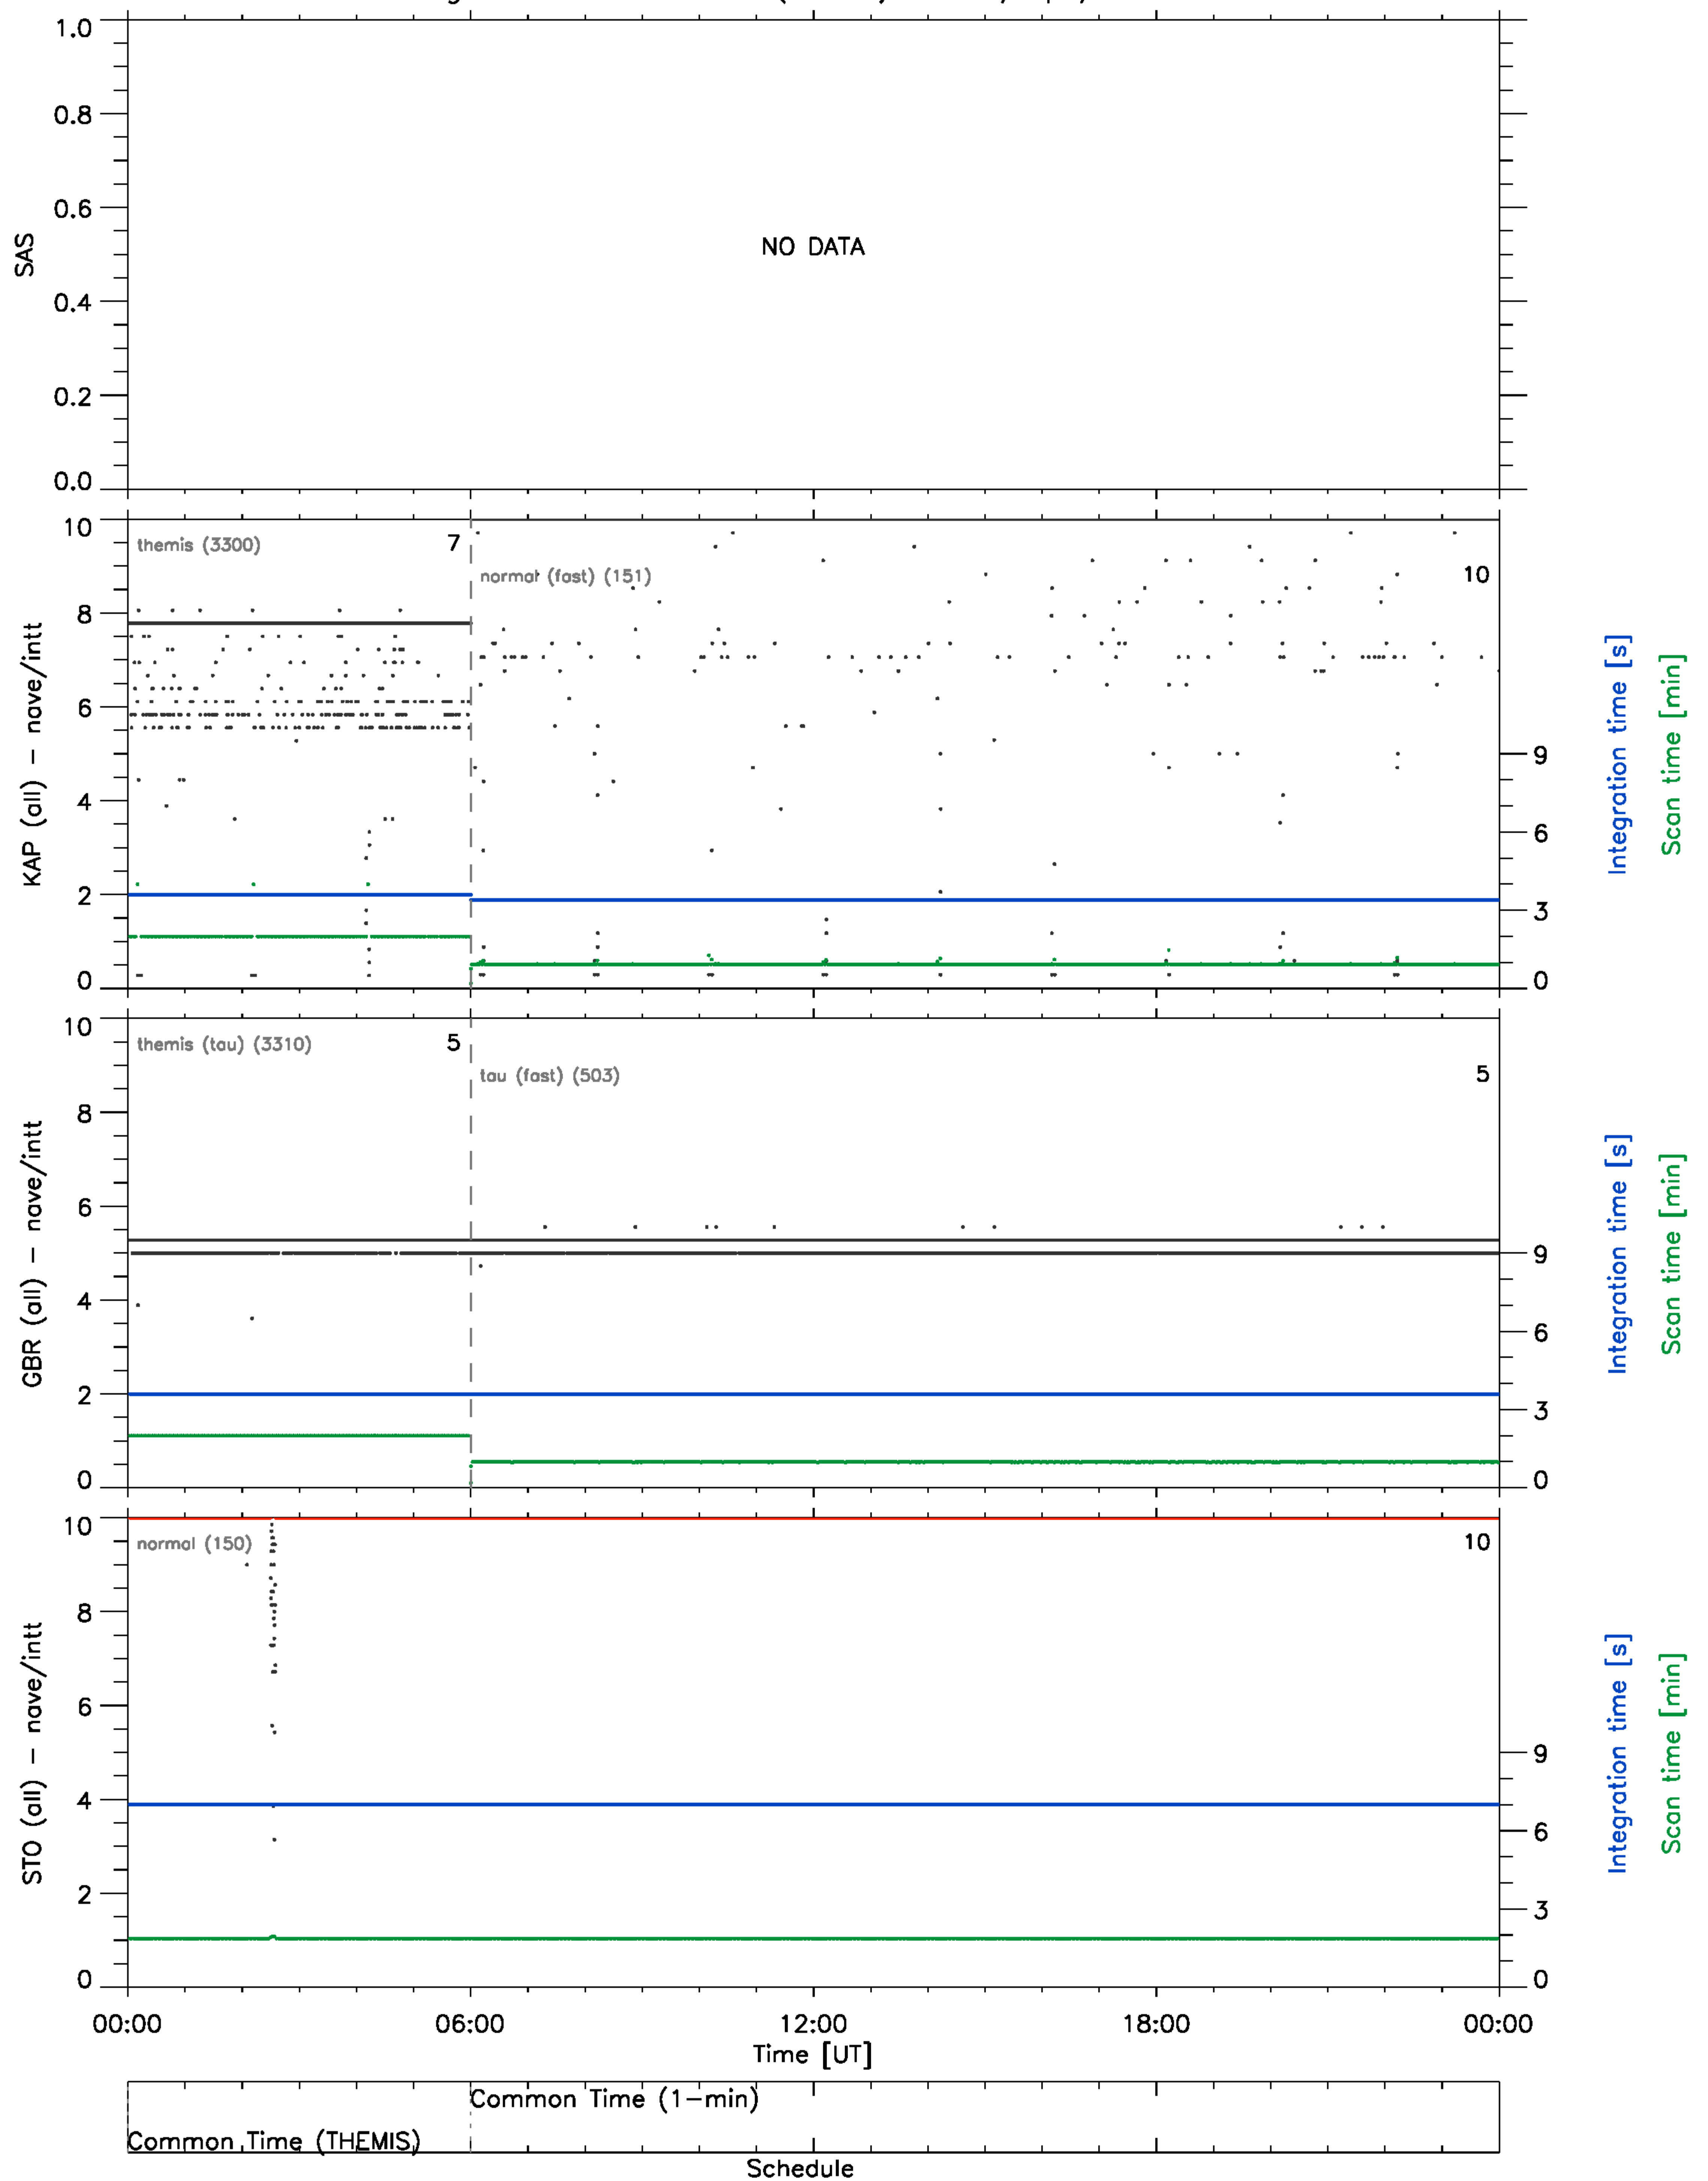 1.0
0.8
0.6
0.4
0.2
0.0
SAS
NO DATA
10
8
6
4
2
0
KAP (all) – nave/intt
themis (3300)
7
normal (fast) (151)
10
9
6
3
0
Integration time [s]
Scan time [min]
10
8
6
4
2
0
GBR (all) – nave/intt
themis (tau) (3310)
5
tau (fast) (503)
5
9
6
3
0
Integration time [s]
Scan time [min]
10
8
6
4
2
0
STO (all) – nave/intt
normal (150)
10
9
6
3
0
Integration time [s]
Scan time [min]
00:00 06:00 12:00 18:00 00:00
Time [UT]
Common Time (1–min)
Common Time (THEMIS)
Schedule